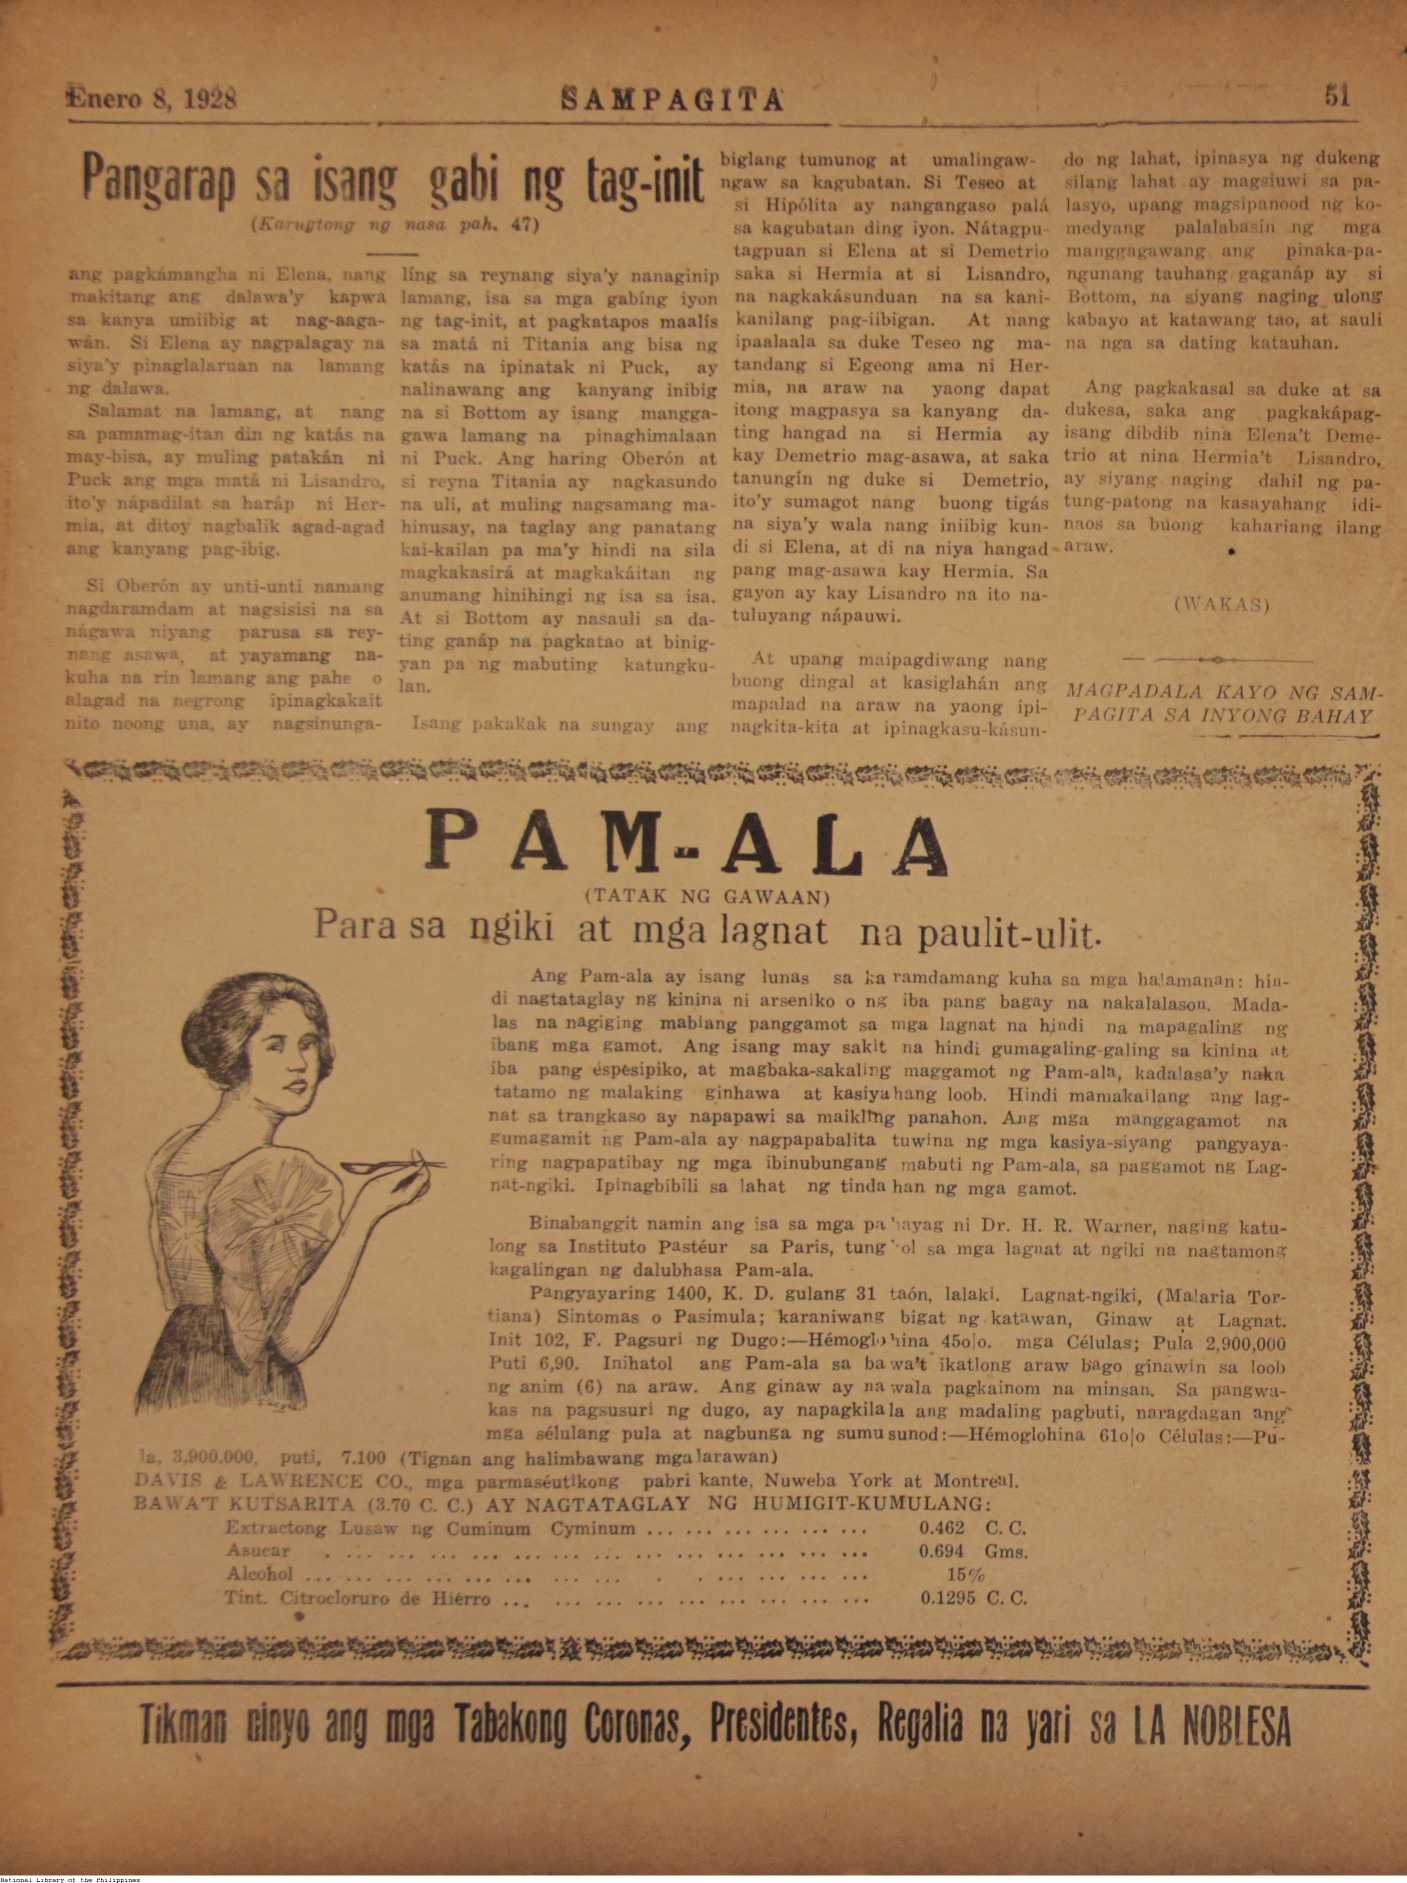 Enero 8, 1928
SAMPAGITA
51
Pangarap sa isang gabi ng tag-init
(Karugtong ng nasa pah. 47)
ang pagkámangha ni Elena, nang
makitang ang dalawa'y kapwa
sa kanya umiibig at nag-aaga-
wán. Si Elena ay nagpalagay na
siya'y pinaglalaruan na lamang
ng dalawa.
Salamat na lamang, at nang
sa pamamag-itan din ng katás na
may-bisa, ay muling patakán ni
Puck ang mga matá ni Lisandro,
ito'y nápadilat sa haráp ni Her-
mia, at ditoy nagbalik agad-agad
ang kanyang pag-ibig.
Si Oberón ay unti-unti namang
nagdaramdam at nagsisisi na sa
nágawa niyang parusa sa rey-
nang asawa, at yayamang na-
kuha na rin lamang ang pahe o
alagad na negrong ipinagkakait
nito noong una, ay nagsinunga-
líng sa reynang siya'y nanaginip
lamang, isa sa mga gabíng iyon
ng tag-init, at pagkatapos maalís
sa matá ni Titania ang bisa ng
katás na ipinatak ni Puck, ay
nalinawang ang kanyang inibig
na si Bottom ay isang mangga-
gawa lamang na pinaghimalaan
ni Puck. Ang haring Oberón at
si reyna Titania ay nagkasundo
na uli, at muling nagsamang ma-
hinusay, na taglay ang panatang
kai-kailan pa ma'y hindi na sila
magkakasirá at magkakáitan ng
anumang hinihingi ng isa sa isa.
At si Bottom ay nasauli sa da-
ting ganáp na pagkatao at binig-
yan pa ng mabuting katungku-
lan.
Isang pakakak na sungay ang
biglang tumunog at umalingaw-
ngaw sa kagubatan. Si Teseo at
si Hipólita ay nangangaso palá
sa kagubatan ding iyon. Nátagpu-
tagpuan si Elena at si Demetrio
saka si Hermia at si Lisandro,
na nagkakásunduan na sa kani-
kanilang pag-iibigan. At nang
ipaalaala sa duke Teseo ng ma-
tandang si Egeong ama ni Her-
mia, na araw na yaong dapat
itong magpasya sa kanyang da-
ting hangad na si Hermia ay
kay Demetrio mag-asawa, at saka
tanungín ng duke si Demetrio,
ito'y sumagot nang buong tigás
na siya'y wala nang iniibig kun-
di si Elena, at di na niya hangad
pang mag-asawa kay Hermia. Sa
gayon ay kay Lisandro na ito na-
tuluyang nápauwi.
At upang maipagdiwang nang
buong dingal at kasiglahán ang
mapalad na araw na yaong ipi-
nagkita-kita at ipinagkasu-kásun-
do ng lahat, ipinasya ng dukeng
silang lahat ay magsiuwi sa pa-
lasyo, upang magsipanood ng ko-
medyang palalabasín ng mga
manggagawang ang pinaka-pa-
ngunang tauhang gaganáp ay si
Bottom, na siyang naging ulong
kabayo at katawang tao, at sauli
na nga sa dating katauhan.
Ang pagkakasal sa duke at sa
dukesa, saka ang pagkakápag-
isang dibdib nina Elena't Deme-
trio at nina Hermia't Lisandro,
ay siyang naging dahil ng pa-
tung-patong na kasayahang idi-
naos sa buong kahariang ilang
araw.
(WAKAS)
MAGPADALA KAYO NG SAM-
PAGITA SA INYONG BAHAY
PAM-ALA
(TATAK NG GAWAAN)
Para sa ngiki at mga lagnat na paulit-ulit.
Ang Pam-ala ay isang lunas sa ka ramdamang kuha sa mga halamanan: hin-
di nagtataglay ng kinina ni arseniko o ng iba pang bagay na nakalalason. Mada-
las na nagiging mabiang panggamot sa mga lagnat na hindi na mapagaling ng
ibang mga gamot. Ang isang may sakit na hindi gumagaling-galing sa kinina at
iba pang éspesipiko, at magbaka-sakaling maggamot ng Pam-ala, kadalasa'y naka
tatamo ng malaking ginhawa at kasiyahang loob. Hindi mamakailang ang lag-
nat sa trangkaso ay napapawi sa maikling panahon. Ang mga manggagamot na
gumagamit ng Pam-ala ay nagpapabalita tuwina ng mga kasiya-siyang pangyaya-
ring nagpapatibay ng mga ibinubungang mabuti ng Pam-ala, sa paggamot ng Lag-
nat-ngiki. Ipinagbibili sa lahat ng tinda han ng mga gamot.
Binabanggit namin ang isa sa mga pahayag ni Dr. H. R. Warner, naging katu-
long sa Instituto Pastéur sa Paris, tungkol sa mga lagnat at ngiki na nagtamong
kagalingan ng dalubhasa Pam-ala.
Pangyayaring 1400, K. D. gulang 31 taón, lalaki. Lagnat-ngiki, (Malaria Tor-
tiana) Sintomas o Pasimula; karaniwang bigat ng katawan, Ginaw at Lagnat.
Init 102, F. Pagsuri ng Dugo:—Hémoglohina 45o|o. mga Células; Pula 2,900,000
Puti 6,90. Inihatol ang Pam-ala sa bawa't ikatlong araw bago ginawin sa loob
ng anim (6) na araw. Ang ginaw ay nawala pagkainom na minsan. Sa pangwa-
kas na pagsusuri ng dugo, ay napagkilala ang madaling pagbuti, naragdagan ang
mga sélulang pula at nagbunga ng sumusunod:—Hémoglohina 61o|o Células:—Pu-
la, 3,900.000, puti, 7.100 (Tignan ang halimbawang mga larawan)
DAVIS & LAWRENCE CO., mga parmaséutikong pabri kante, Nuweba York at Montreal.
BAWA'T KUTSARITA (3.70 C. C.) AY NAGTATAGLAY NG HUMIGIT-KUMULANG:
Extractong Lusaw ng Cuminum Cyminum ... ... ... ... ... ... 0.462 C. C.
Asucar . ... ... ... ... ... ... ... ... ... ... ... ... ... 0.694 Gms.
Alcohol ... ... ... ... ... ... ... ... . . ... ... ... ... 15%
Tint. Citrocloruro de Hierro ... ... ... ... ... ... ... ... ... 0.1295 C. C.
Tikman ninyo ang mga Tabakong Coronas, Presidentes, Regalia na yari sa LA NOBLESA
National Library of the Philippines